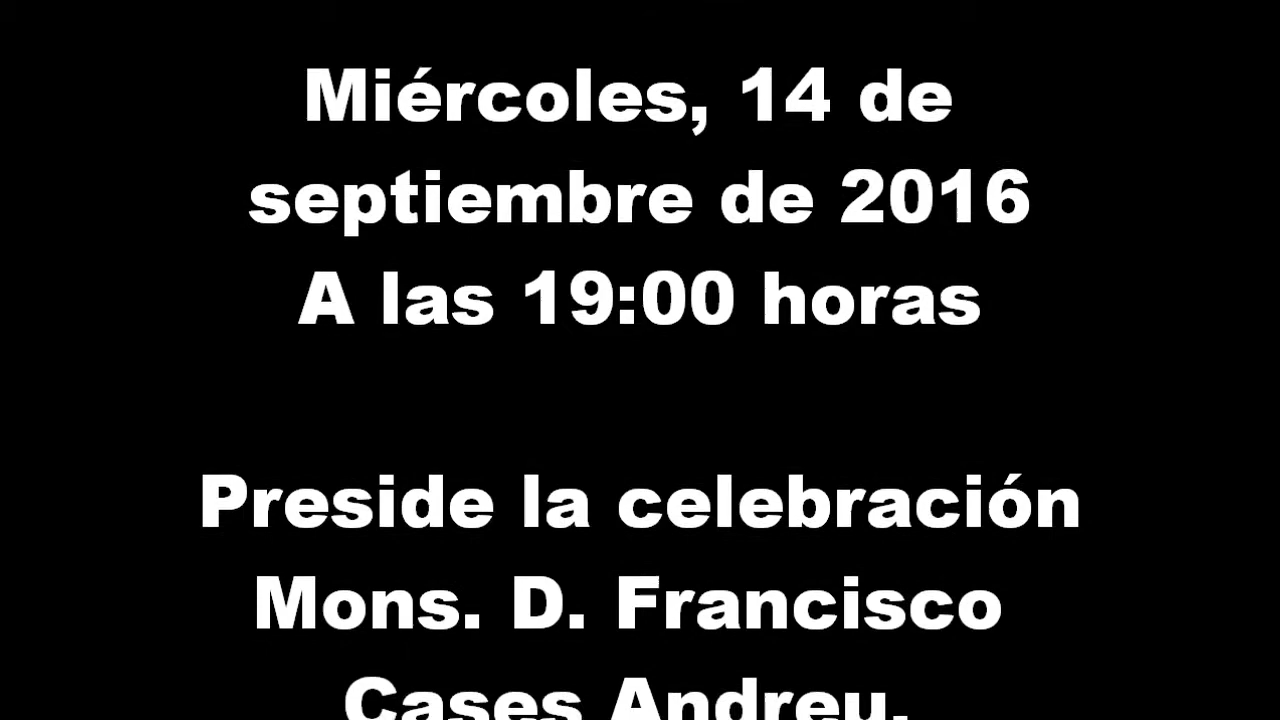 Miércoles, 14 de
septiembre de 2016
A las 19:00 horas
Preside la celebración
Mons. D. Francisco
Cases Andreu.